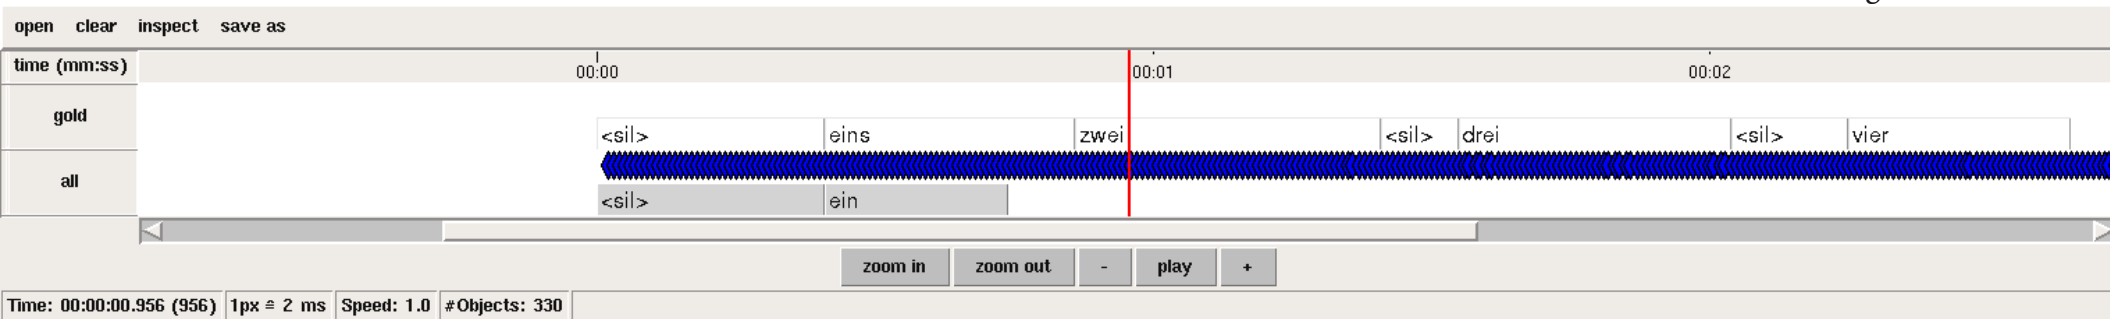 open clear inspect save as
time (mm:ss) 00:00 00:01 00:02
gold <sil> eins zwei <sil> drei <sil> vier
all <sil> ein
zoom in zoom out - play +
Time: 00:00:00.956 (956) 1px ≙ 2 ms Speed: 1.0 #Objects: 330